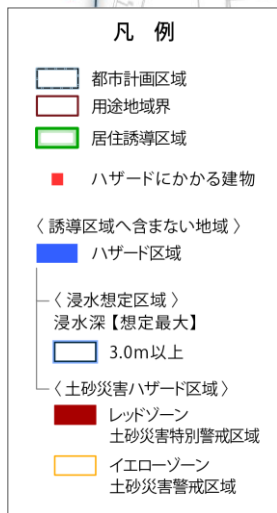 凡 例
都市計画区域
用途地域界
居住誘導区域
ハザードにかかる建物
〈 誘導区域へ含まない地域 〉
ハザード区域
〈 浸水想定区域 〉
浸水深【想定最大】
3.0m以上
〈 土砂災害ハザード区域 〉
レッドゾーン
土砂災害特別警戒区域
イエローゾーン
土砂災害警戒区域